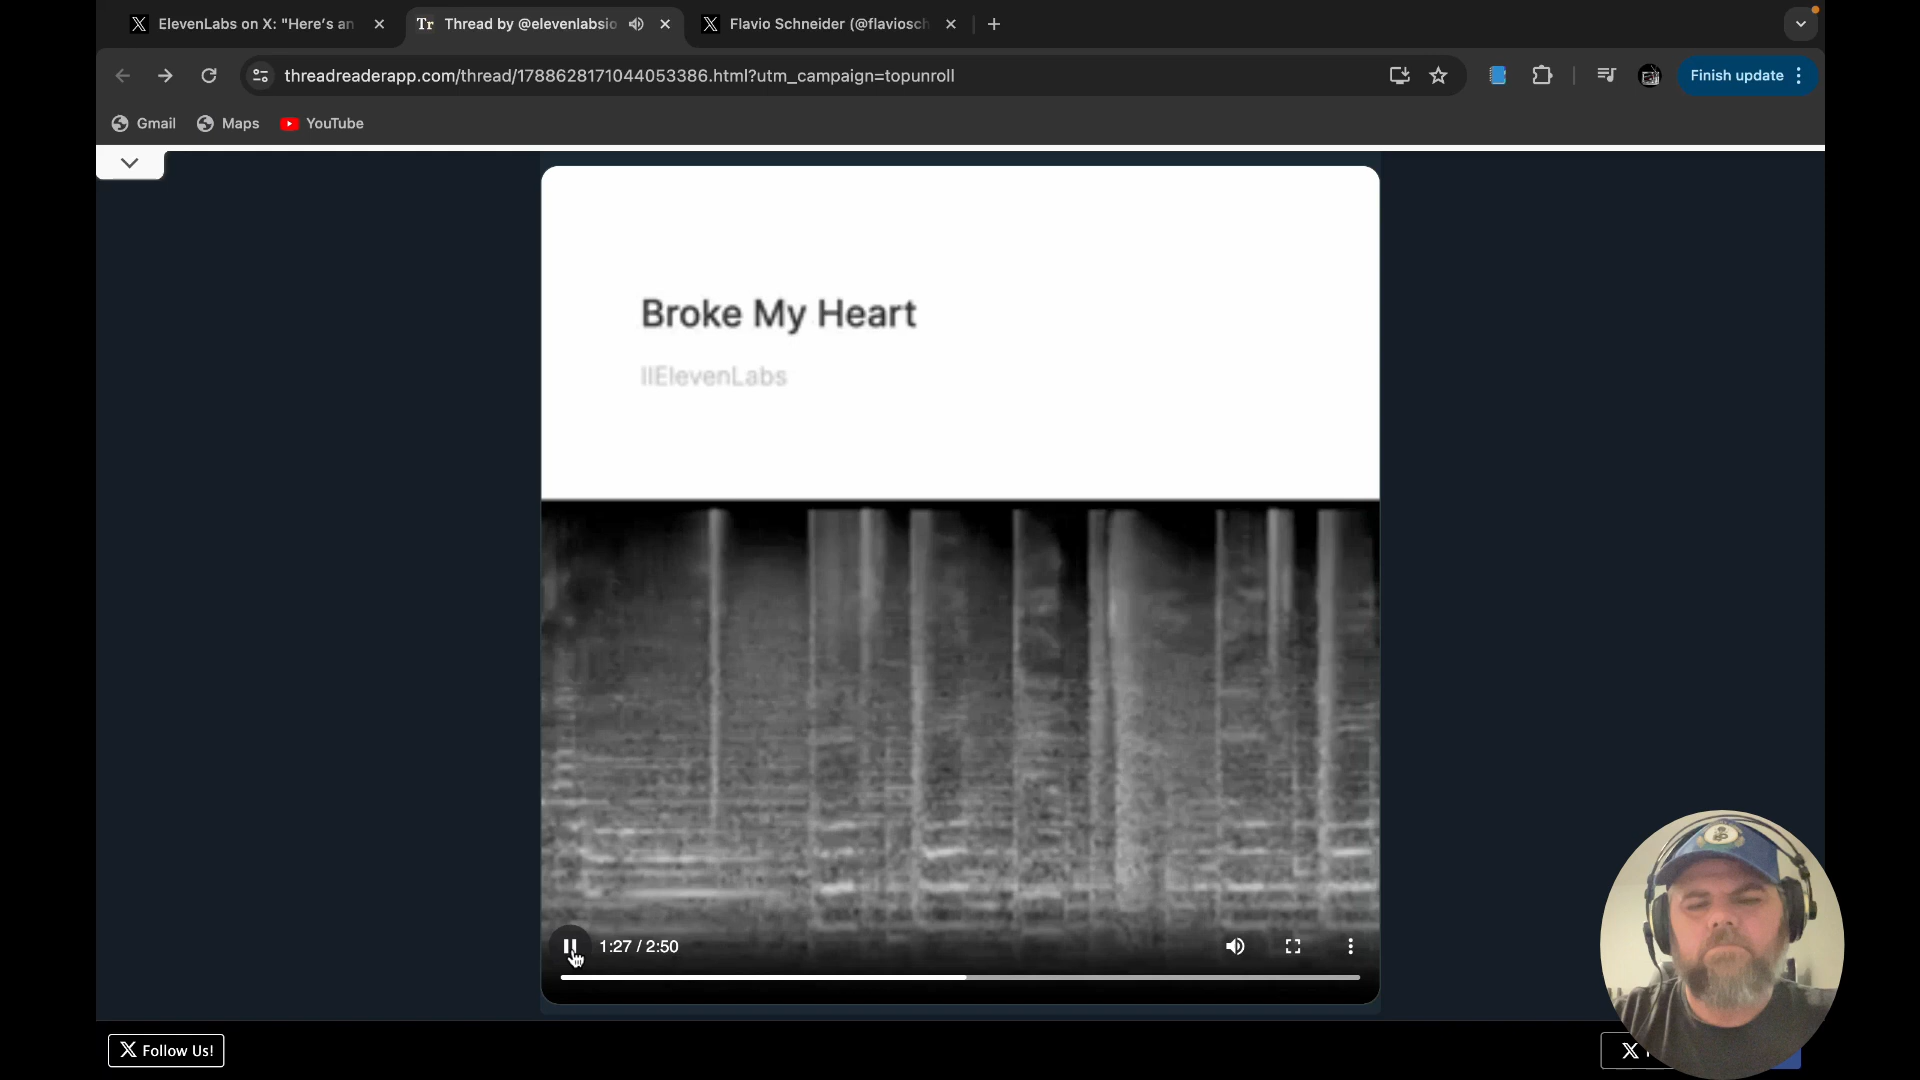 ElevenLabs on X: "Here's an
Thread by @elevenlabsio
Flavio Schneider (@flaviosch
threadreaderapp.com/thread/1788628171044053386.html?utm_campaign=topunroll
Finish update
Gmail
Maps
YouTube
Broke My Heart
IIElevenLabs
1:27 / 2:50
X Follow Us!
X